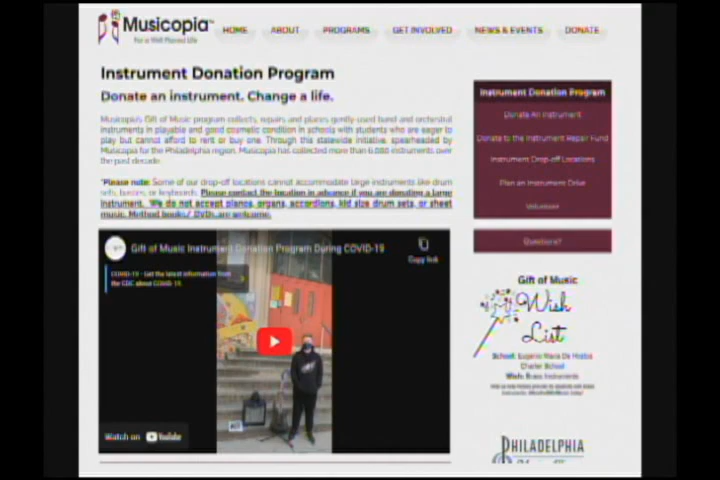 Musicopia™
For a Well Played Life
HOME
ABOUT
PROGRAMS
GET INVOLVED
NEWS & EVENTS
DONATE
Instrument Donation Program
Donate an instrument. Change a life.
Musicopia's Gift of Music program collects, repairs and places gently used band and orchestral
instruments in playable and good cosmetic condition in schools with students who are eager to
play but cannot afford to rent or buy one. Through this statewide initiative, spearheaded by
Musicopia for the Philadelphia region, Musicopia has collected more than 6,000 instruments over
the past decade.
*Please note: Some of our drop-off locations cannot accommodate large instruments like drum
sets, basses, or keyboards. Please contact the location in advance if you are donating a large
instrument. *We do not accept pianos, organs, accordions, kid size drum sets, or sheet
music. Method books/ DVDs are welcome.
Gift of Music Instrument Donation Program During COVID-19
Copy link
COVID-19 - Get the latest information from
the CDC about COVID-19.
Watch on YouTube
Instrument Donation Program
Donate An Instrument
Donate to the Instrument Repair Fund
Instrument Drop-off Locations
Plan an Instrument Drive
Volunteer
Questions?
Gift of Music
Wish
List
School: Eugenio Maria De Hostos
Charter School
Wish: Brass Instruments
PHILADELPHIA